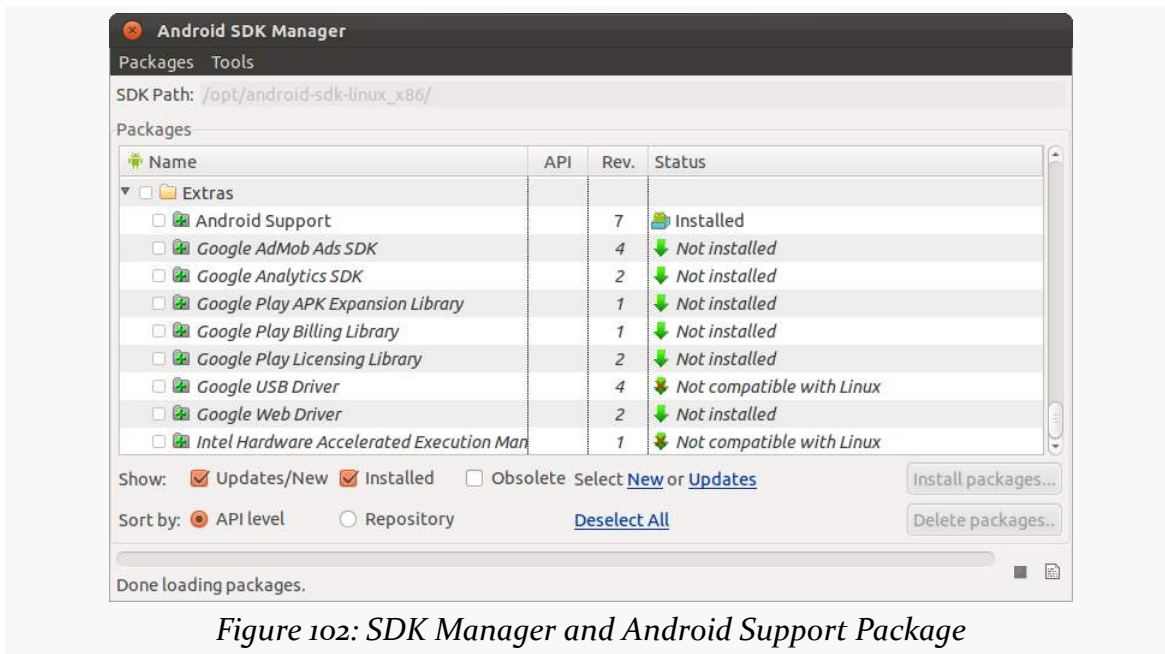 Android SDK Manager
Packages Tools
SDK Path: /opt/android-sdk-linux_x86/
Packages
Name API Rev. Status
Extras
Android Support 7 Installed
Google AdMob Ads SDK 4 Not installed
Google Analytics SDK 2 Not installed
Google Play APK Expansion Library 1 Not installed
Google Play Billing Library 1 Not installed
Google Play Licensing Library 2 Not installed
Google USB Driver 4 Not compatible with Linux
Google Web Driver 2 Not installed
Intel Hardware Accelerated Execution Man 1 Not compatible with Linux
Show: Updates/New Installed Obsolete Select New or Updates Install packages...
Sort by: API level Repository Deselect All Delete packages..
Done loading packages.
Figure 102: SDK Manager and Android Support Package